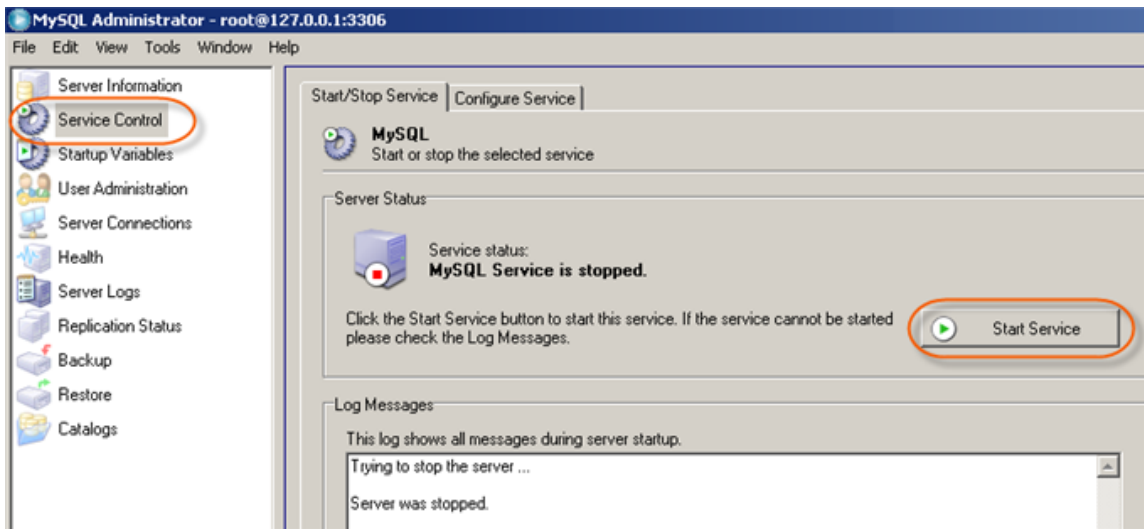 MySQL Administrator - root@127.0.0.1:3306
File Edit View Tools Window Help
Server Information
Service Control
Startup Variables
User Administration
Server Connections
Health
Server Logs
Replication Status
Backup
Restore
Catalogs
Start/Stop Service Configure Service
MySQL
Start or stop the selected service
Server Status
Service status:
MySQL Service is stopped.
Click the Start Service button to start this service. If the service cannot be started
please check the Log Messages.
Start Service
Log Messages
This log shows all messages during server startup.
Trying to stop the server ...
Server was stopped.